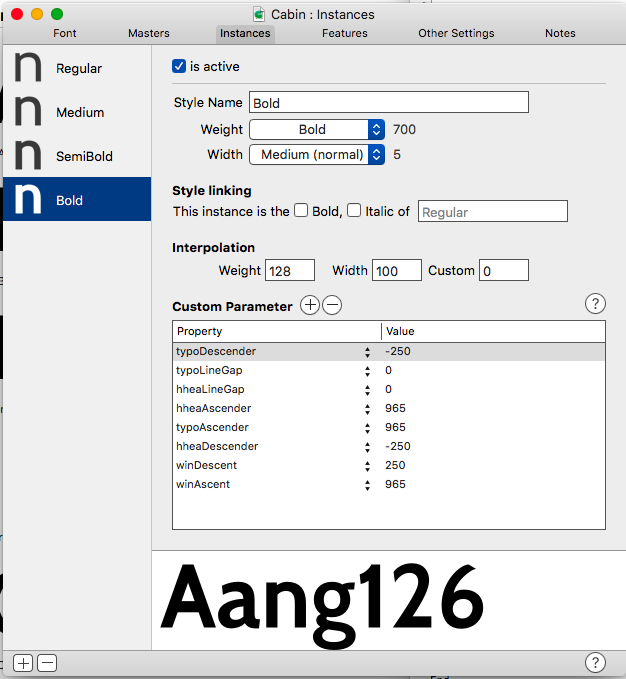 Cabin : Instances
Font Masters Instances Features Other Settings Notes
n Regular
n Medium
n SemiBold
n Bold
is active
Style Name Bold
Weight Bold 700
Width Medium (normal) 5
Style linking
This instance is the Bold, Italic of Regular
Interpolation
Weight 128 Width 100 Custom 0
Custom Parameter + − ?
Property Value
typoDescender -250
typoLineGap 0
hheaLineGap 0
hheaAscender 965
typoAscender 965
hheaDescender -250
winDescent 250
winAscent 965
Aang126
+ − ?